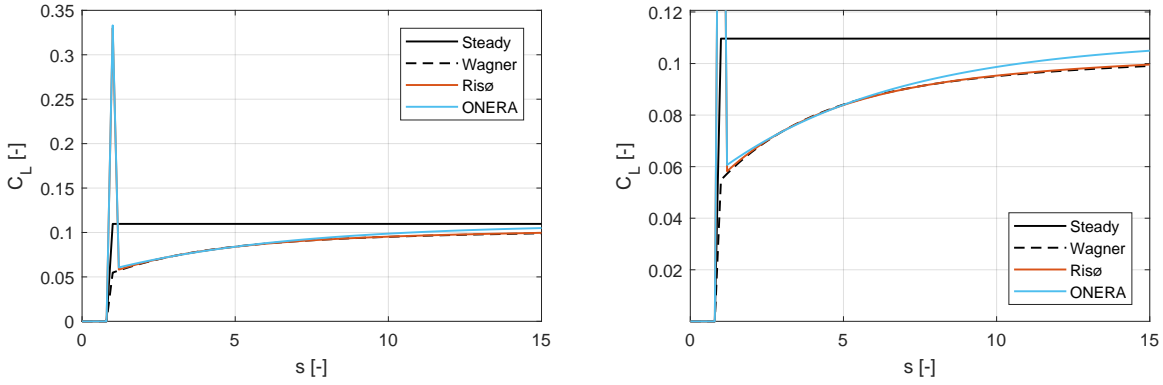 0.35
0.3
0.25
0.2
0.15
0.1
0.05
0
C_L [-]
0
5
10
15
s [-]
Steady
Wagner
Risø
ONERA
0.12
0.1
0.08
0.06
0.04
0.02
C_L [-]
0
5
10
15
s [-]
Steady
Wagner
Risø
ONERA